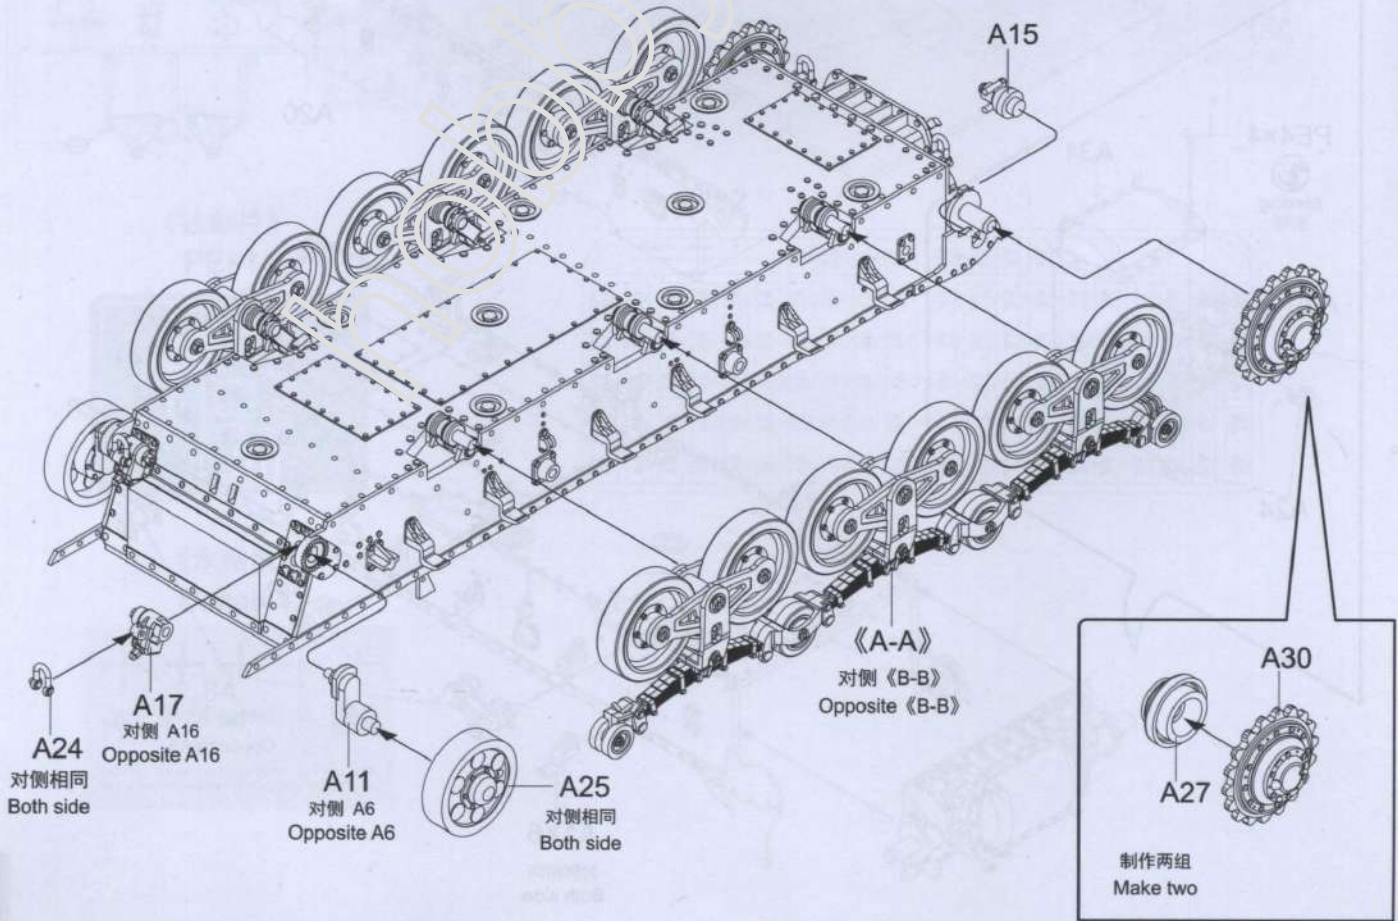 A15
《A-A》
对侧《B-B》
Opposite《B-B》
A17
对侧 A16
Opposite A16
A24
对侧相同
Both side
A11
对侧 A6
Opposite A6
A25
对侧相同
Both side
A30
A27
制作两组
Make two